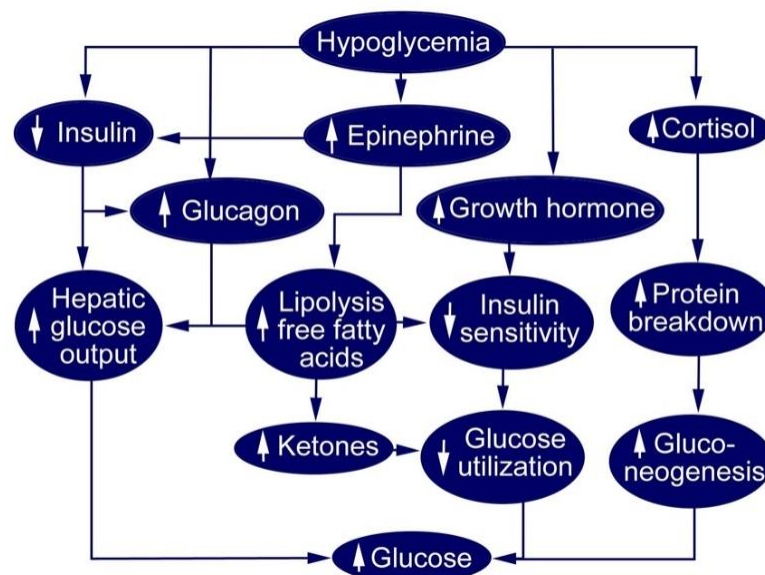 Hypoglycemia
Insulin
Epinephrine
Cortisol
Glucagon
Growth hormone
Hepatic
glucose
output
Lipolysis
free fatty
acids
Insulin
sensitivity
Protein
breakdown
Ketones
Glucose
utilization
Gluco-
neogenesis
Glucose